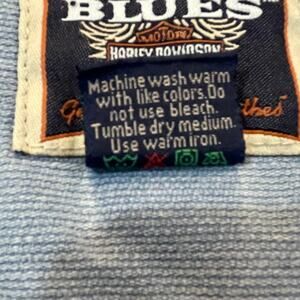 BLUES
MOTOR
HARLEY-DAVIDSON
Machine wash warm
with like colors.Do
not use bleach.
Tumble dry medium.
Use warm iron.